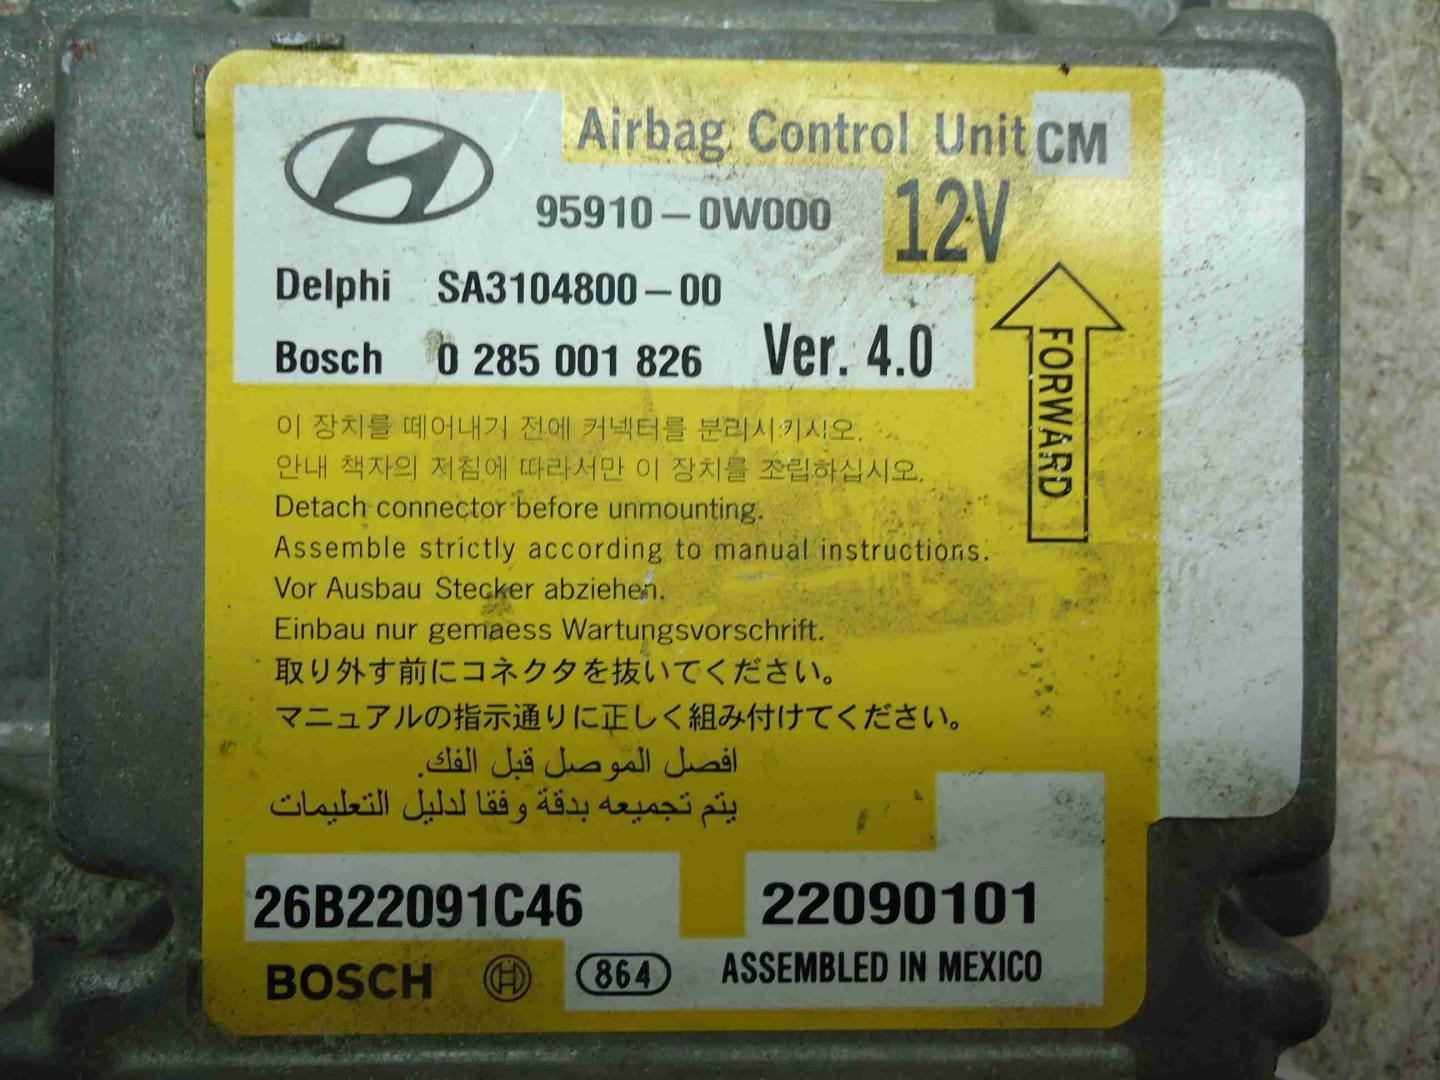 Airbag Control Unit CM
95910-0W000 12V
Delphi SA3104800-00
Bosch 0 285 001 826 Ver. 4.0
FORWARD
이 장치를 떼어내기 전에 커넥터를 분리시키시오.
안내 책자의 저침에 따라서만 이 장치를 조립하십시오.
Detach connector before unmounting.
Assemble strictly according to manual instructions.
Vor Ausbau Stecker abziehen.
Einbau nur gemaess Wartungsvorschrift.
取り外す前にコネクタを抜いてください。
マニュアルの指示通りに正しく組み付けてください。
افصل الموصل قبل الفك.
يتم تجميعه بدقة وفقا لدليل التعليمات
26B22091C46 22090101
BOSCH 864 ASSEMBLED IN MEXICO